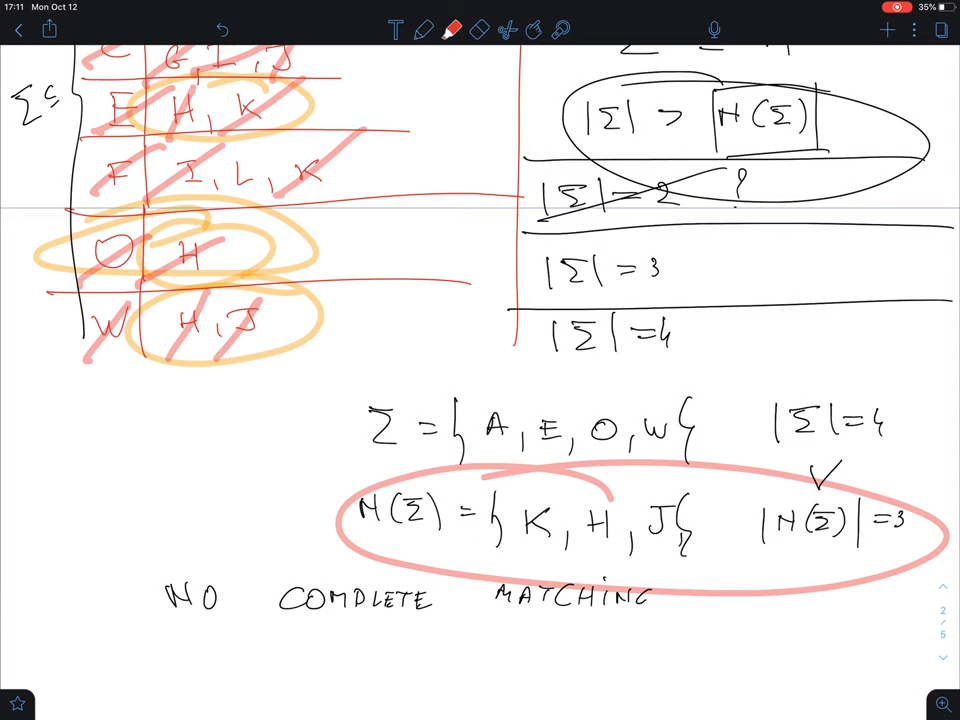 17:11 Mon Oct 12
35%
C G, I, J
Σ
E H, K
F I, L, K
O H
W H, J
|Σ| > N(Σ)
|Σ| = 2 ?
|Σ| = 3
|Σ| = 4
Σ = { A, E, O, W } |Σ| = 4
N(Σ) = { K, H, J } |N(Σ)| = 3
NO COMPLETE MATCHING
2
/
5